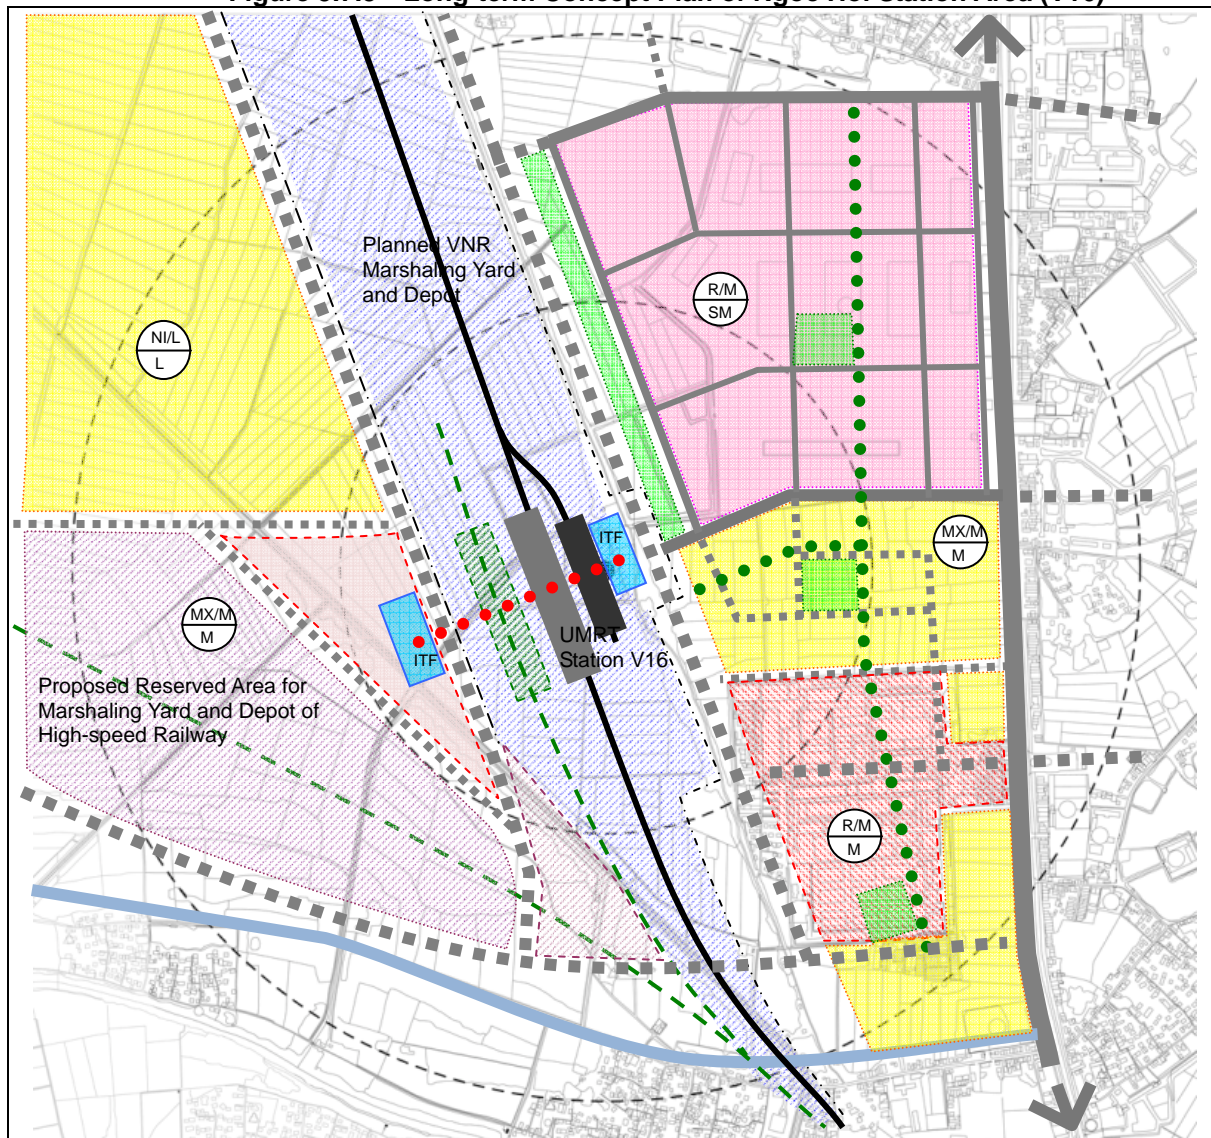 Planned VNR
Marshaling Yard
and Depot
R/M
SM
NI/L
L
ITF
MX/M
M
MX/M
M
UMRT
Station V16
ITF
Proposed Reserved Area for
Marshaling Yard and Depot of
High-speed Railway
R/M
M